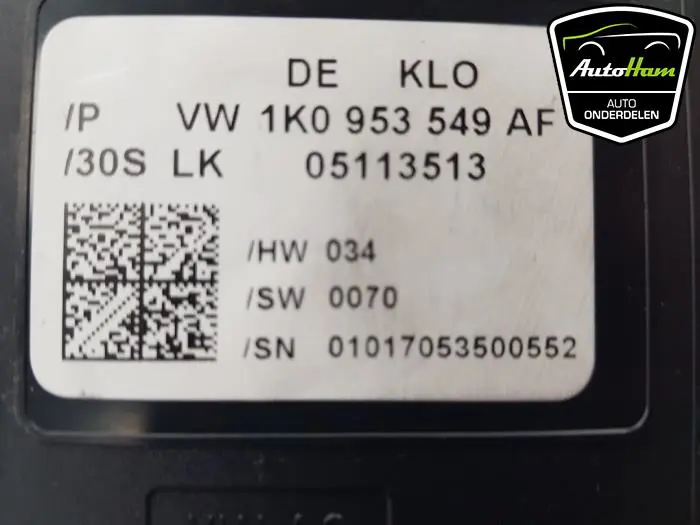 AutoHam
AUTO
ONDERDELEN
DE KLO
/P VW 1K0 953 549 AF
/30S LK 05113513
/HW 034
/SW 0070
/SN 01017053500552